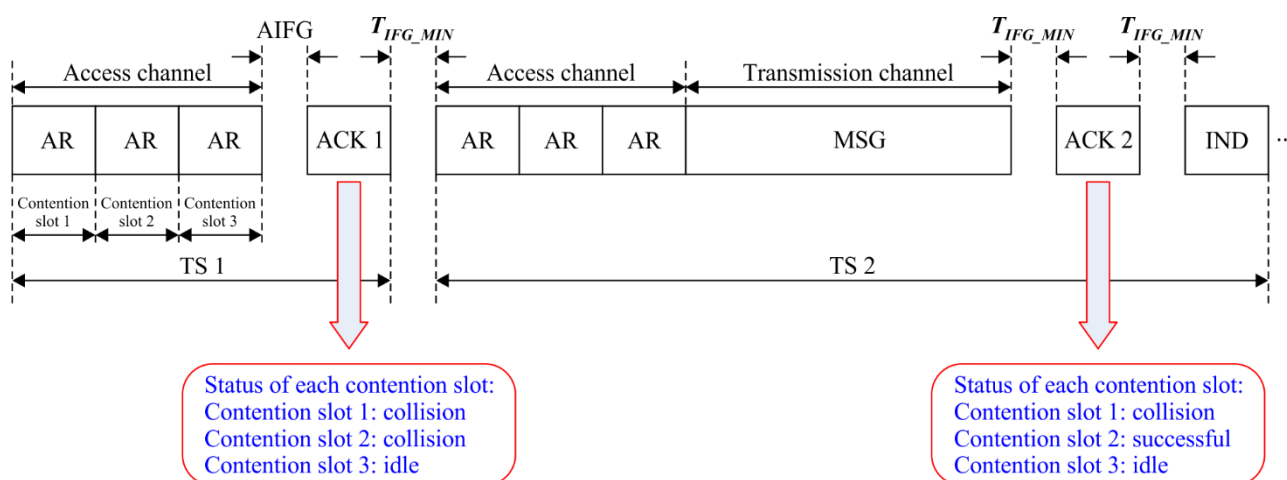 AIFG
T_IFG_MIN
T_IFG_MIN
T_IFG_MIN
Access channel
Access channel
Transmission channel
AR
AR
AR
ACK 1
AR
AR
AR
MSG
ACK 2
IND
...
Contention slot 1
Contention slot 2
Contention slot 3
TS 1
TS 2
Status of each contention slot:
Contention slot 1: collision
Contention slot 2: collision
Contention slot 3: idle
Status of each contention slot:
Contention slot 1: collision
Contention slot 2: successful
Contention slot 3: idle